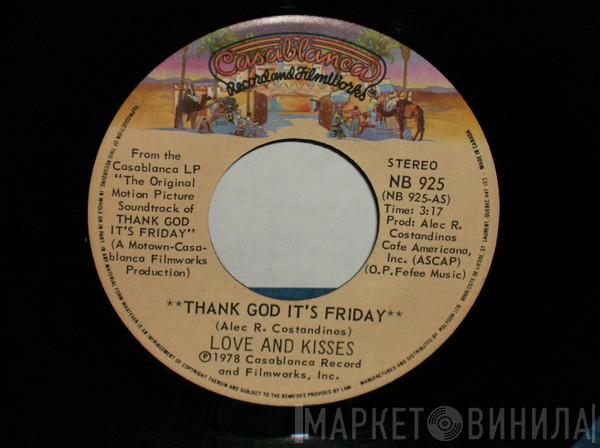 Casablanca
Record and FilmWorks
From the
Casablanca LP
"The Original
Motion Picture
Soundtrack of
THANK GOD
IT'S FRIDAY"
(A Motown-Casa-
blanca Filmworks
Production)
STEREO
NB 925
(NB 925-AS)
Time: 3:17
Prod: Alec R.
Costandinos
Cafe Americana,
Inc. (ASCAP)
(O.P.Fefee Music)
**THANK GOD IT'S FRIDAY**
(Alec R. Costandinos)
LOVE AND KISSES
℗1978 Casablanca Record
and Filmworks, Inc.
MADE IN CANADA
МАРКЕТ ВИНИЛА